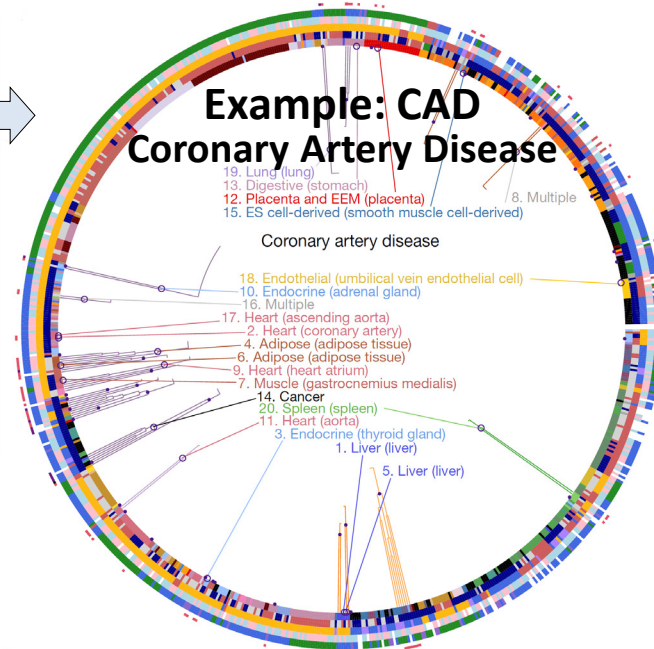 Example: CAD
Coronary Artery Disease
19. Lung (lung)
13. Digestive (stomach)
12. Placenta and EEM (placenta)
8. Multiple
15. ES cell-derived (smooth muscle cell-derived)
Coronary artery disease
18. Endothelial (umbilical vein endothelial cell)
10. Endocrine (adrenal gland)
16. Multiple
17. Heart (ascending aorta)
2. Heart (coronary artery)
4. Adipose (adipose tissue)
6. Adipose (adipose tissue)
9. Heart (heart atrium)
7. Muscle (gastrocnemius medialis)
14. Cancer
20. Spleen (spleen)
11. Heart (aorta)
3. Endocrine (thyroid gland)
1. Liver (liver)
5. Liver (liver)